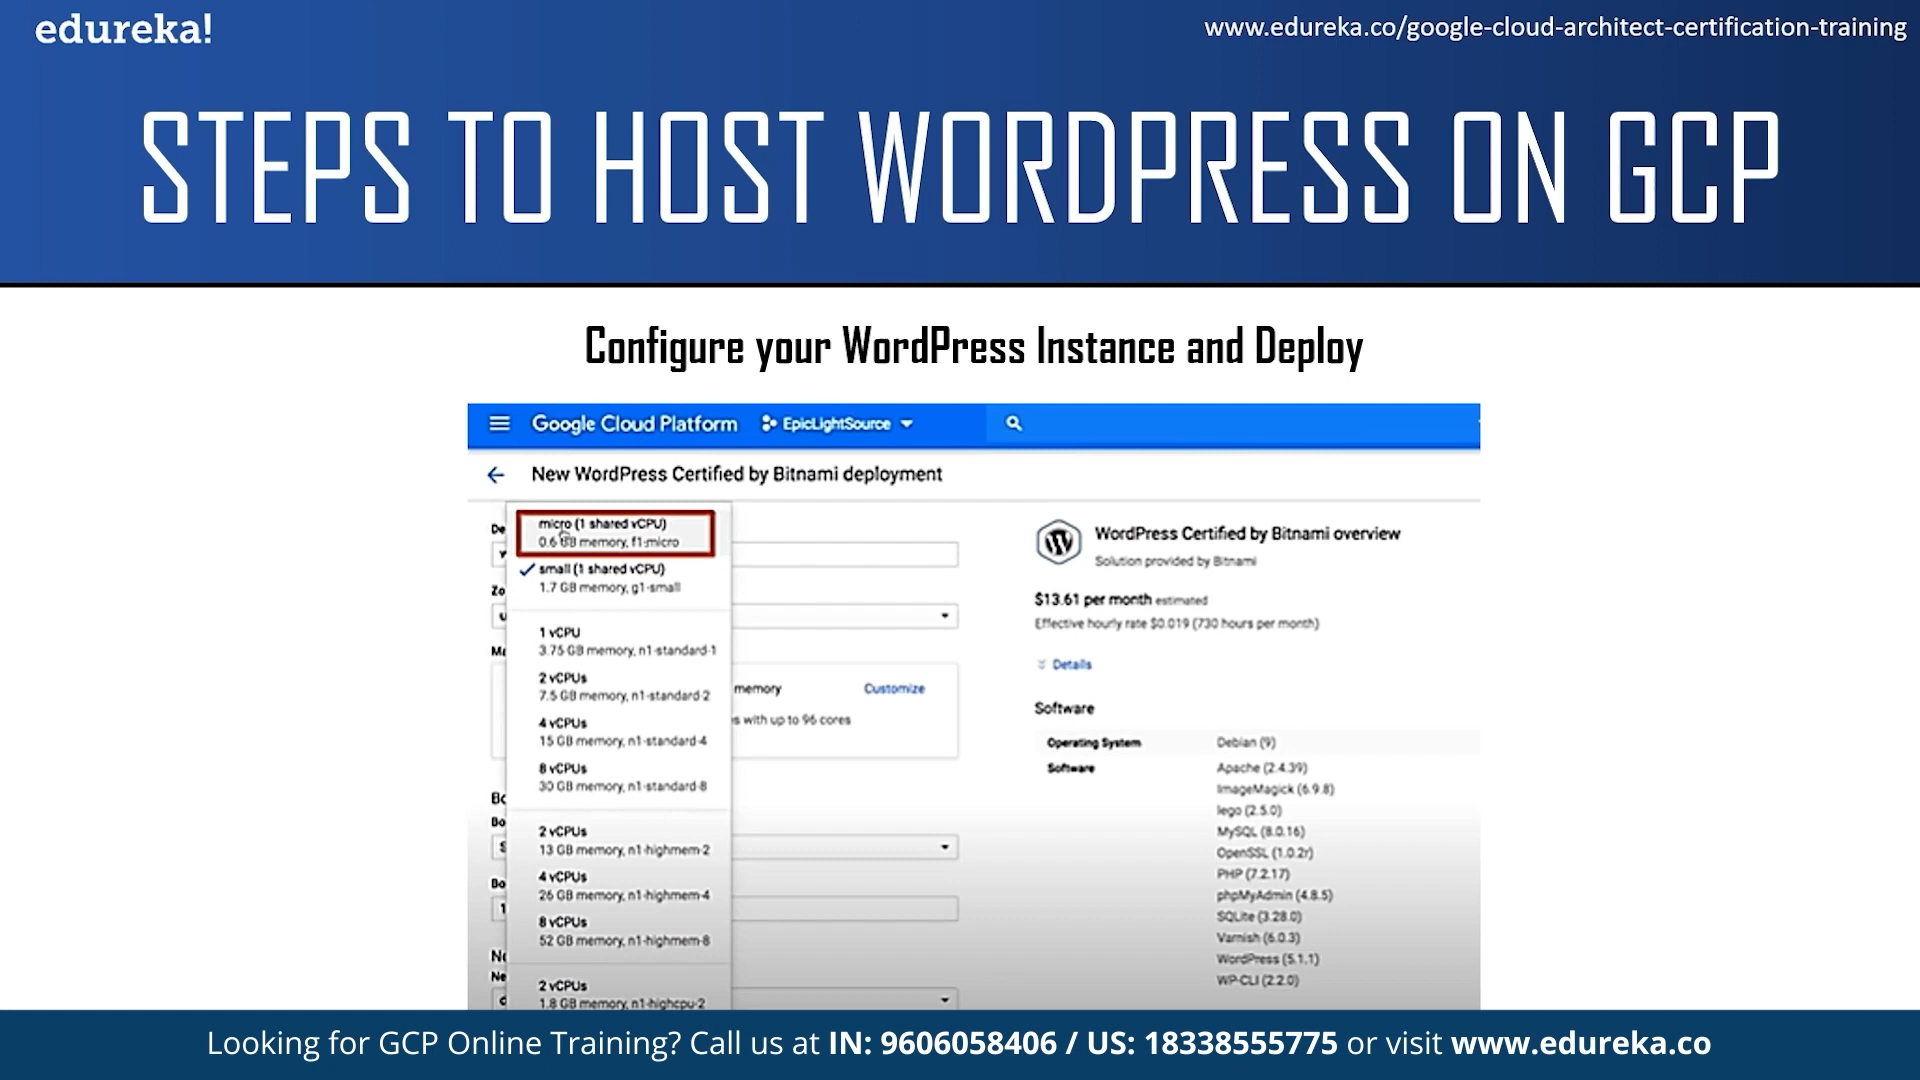 edureka!
www.edureka.co/google-cloud-architect-certification-training
STEPS TO HOST WORDPRESS ON GCP
Configure your WordPress Instance and Deploy
Google Cloud Platform
EpicLightSource
New WordPress Certified by Bitnami deployment
De
micro (1 shared vCPU)
0.6 GB memory, f1-micro
small (1 shared vCPU)
1.7 GB memory, g1-small
Zo
1 vCPU
3.75 GB memory, n1-standard-1
Ma
2 vCPUs
7.5 GB memory, n1-standard-2
memory
Customize
4 vCPUs
15 GB memory, n1-standard-4
s with up to 96 cores
8 vCPUs
30 GB memory, n1-standard-8
Bo
Bo
2 vCPUs
13 GB memory, n1-highmem-2
4 vCPUs
26 GB memory, n1-highmem-4
Bo
1
8 vCPUs
52 GB memory, n1-highmem-8
Ne
Ne
2 vCPUs
1.8 GB memory, n1-highcpu-2
WordPress Certified by Bitnami overview
Solution provided by Bitnami
$13.61 per month estimated
Effective hourly rate $0.019 (730 hours per month)
Details
Software
Operating System Debian (9)
Software Apache (2.4.39)
ImageMagick (6.9.8)
lego (2.5.0)
MySQL (8.0.16)
OpenSSL (1.0.2r)
PHP (7.2.17)
phpMyAdmin (4.8.5)
SQLite (3.28.0)
Varnish (6.0.3)
WordPress (5.1.1)
WP-CLI (2.2.0)
Looking for GCP Online Training? Call us at IN: 9606058406 / US: 18338555775 or visit www.edureka.co